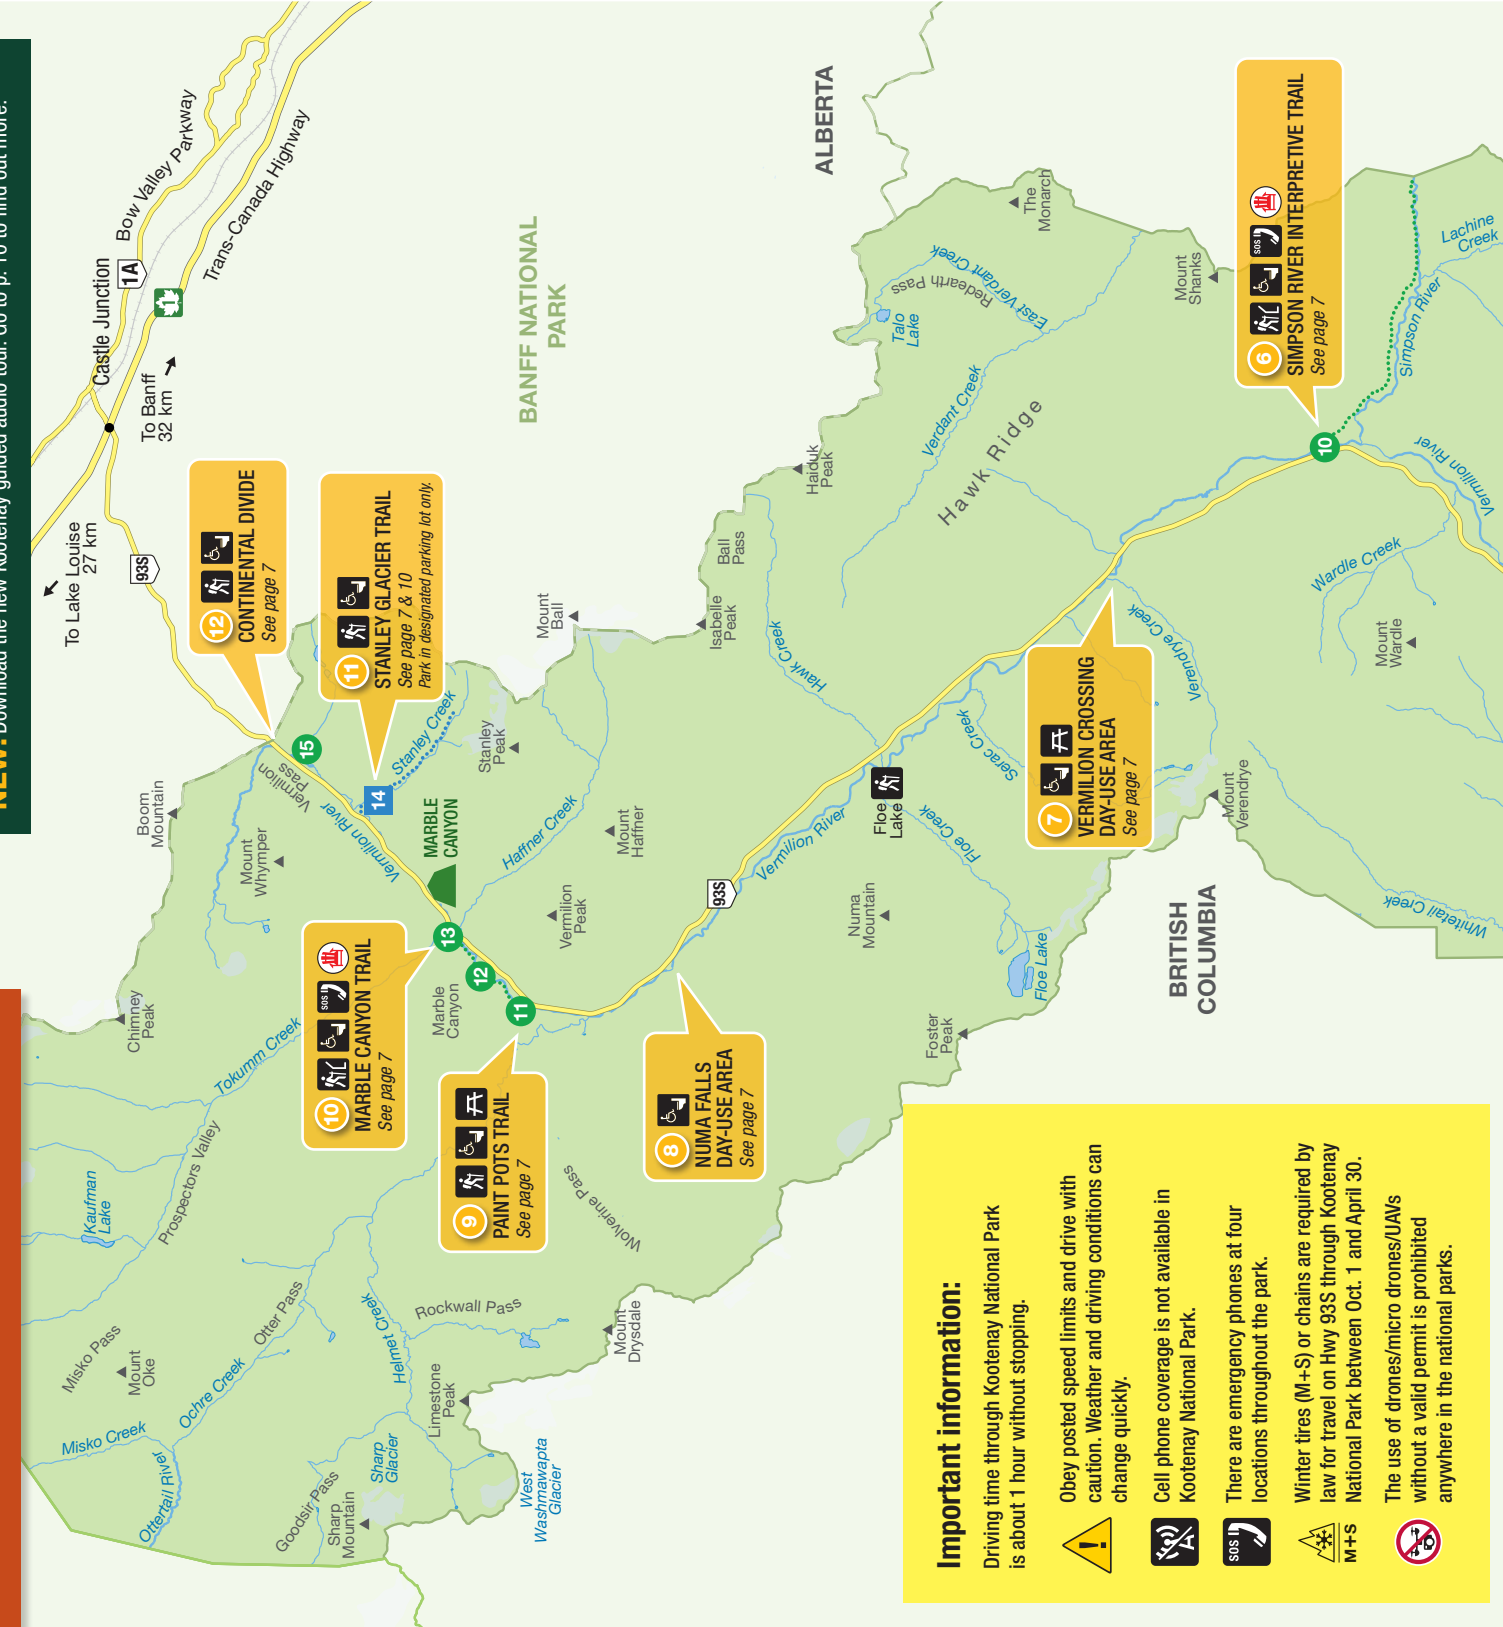 NEW! Download the new Kootenay guided audio tour. Go to p. 10 to find out more.
To Lake Louise
27 km
Castle Junction
1A
Bow Valley Parkway
1
Trans-Canada Highway
To Banff
32 km
93S
BANFF NATIONAL
PARK
ALBERTA
12
CONTINENTAL DIVIDE
See page 7
11
STANLEY GLACIER TRAIL
See page 7 & 10
Park in designated parking lot only.
15
Vermilion
Pass
Boom
Mountain
Mount
Whymper
Vermilion River
14
Stanley Creek
Stanley
Peak
MARBLE
CANYON
Haffner Creek
Mount
Haffner
Vermilion
Peak
Mount
Ball
Isabelle
Peak
Ball
Pass
Haiduk
Peak
Hawk Creek
Chimney
Peak
Tokumm Creek
10
SOS
MARBLE CANYON TRAIL
See page 7
13
12
11
Marble
Canyon
9
PAINT POTS TRAIL
See page 7
8
NUMA FALLS
DAY-USE AREA
See page 7
Kaufman
Lake
Prospectors Valley
Misko Pass
Mount
Oke
Misko Creek
Ochre Creek
Otter Pass
Ottertail River
Goodsir Pass
Sharp
Mountain
Sharp
Glacier
Helmet Creek
Rockwall Pass
Limestone
Peak
West
Washmawapta
Glacier
Wolverine Pass
Mount
Drysdale
93S
Vermilion River
Numa
Mountain
Floe
Lake
Floe Creek
Floe Lake
Foster
Peak
Serac Creek
7
VERMILION CROSSING
DAY-USE AREA
See page 7
Verendrye Creek
Mount
Verendrye
BRITISH
COLUMBIA
Whitetail Creek
Hawk Ridge
Verdant Creek
East Verdant Creek
Redearth Pass
Talo
Lake
The
Monarch
Mount
Shanks
6
SOS
SIMPSON RIVER INTERPRETIVE TRAIL
See page 7
10
Simpson River
Lachine
Creek
Vermilion River
Wardle Creek
Mount
Wardle
Important information:
Driving time through Kootenay National Park
is about 1 hour without stopping.
Obey posted speed limits and drive with
caution. Weather and driving conditions can
change quickly.
Cell phone coverage is not available in
Kootenay National Park.
SOS
There are emergency phones at four
locations throughout the park.
M+S
Winter tires (M+S) or chains are required by
law for travel on Hwy 93S through Kootenay
National Park between Oct. 1 and April 30.
The use of drones/micro drones/UAVs
without a valid permit is prohibited
anywhere in the national parks.